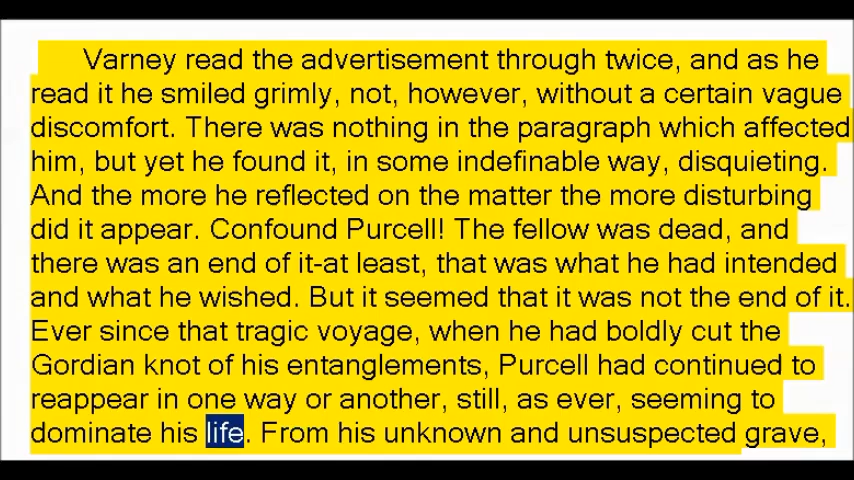 Varney read the advertisement through twice, and as he
read it he smiled grimly, not, however, without a certain vague
discomfort. There was nothing in the paragraph which affected
him, but yet he found it, in some indefinable way, disquieting.
And the more he reflected on the matter the more disturbing
did it appear. Confound Purcell! The fellow was dead, and
there was an end of it-at least, that was what he had intended
and what he wished. But it seemed that it was not the end of it.
Ever since that tragic voyage, when he had boldly cut the
Gordian knot of his entanglements, Purcell had continued to
reappear in one way or another, still, as ever, seeming to
dominate his life. From his unknown and unsuspected grave,